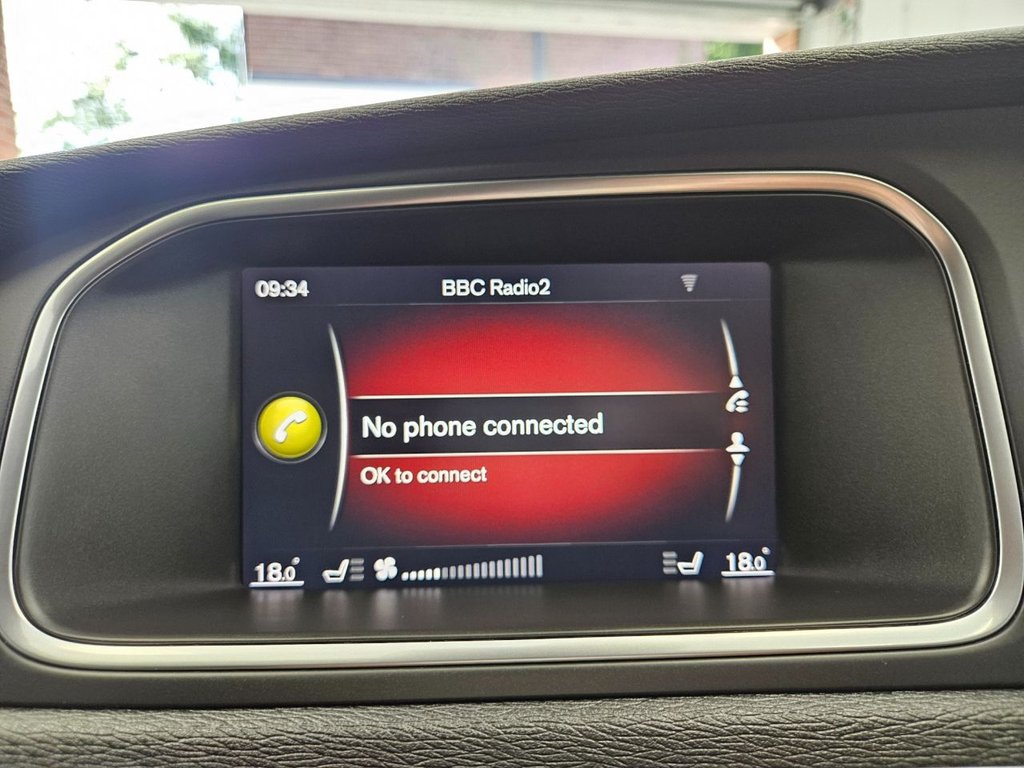 09:34 BBC Radio2
No phone connected
OK to connect
18.0° 18.0°